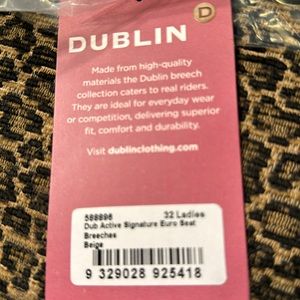 D
DUBLIN
Made from high-quality
materials the Dublin breech
collection caters to real riders.
They are ideal for everyday wear
or competition, delivering superior
fit, comfort and durability.
Visit dublinclothing.com
588896 32 Ladies
Dub Active Signature Euro Seat
Breeches
Beige
9 329028 925418